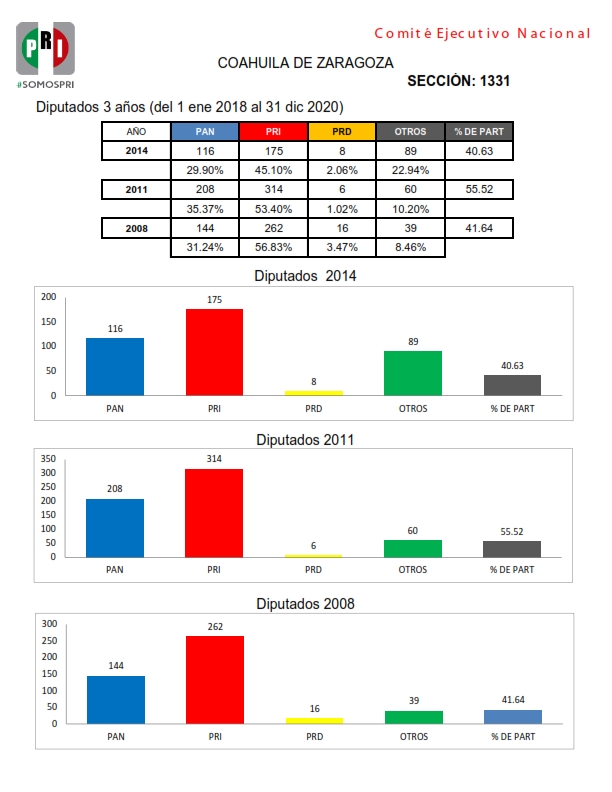 Comité Ejecutivo Nacional
PRI
#SOMOSPRI
COAHUILA DE ZARAGOZA
SECCIÓN: 1331
Diputados 3 años (del 1 ene 2018 al 31 dic 2020)
AÑO PAN PRI PRD OTROS % DE PART
2014 116 175 8 89 40.63
29.90% 45.10% 2.06% 22.94%
2011 208 314 6 60 55.52
35.37% 53.40% 1.02% 10.20%
2008 144 262 16 39 41.64
31.24% 56.83% 3.47% 8.46%
Diputados 2014
200
150
100
50
0
116 175 8 89 40.63
PAN PRI PRD OTROS % DE PART
Diputados 2011
350
300
250
200
150
100
50
0
208 314 6 60 55.52
PAN PRI PRD OTROS % DE PART
Diputados 2008
300
250
200
150
100
50
0
144 262 16 39 41.64
PAN PRI PRD OTROS % DE PART